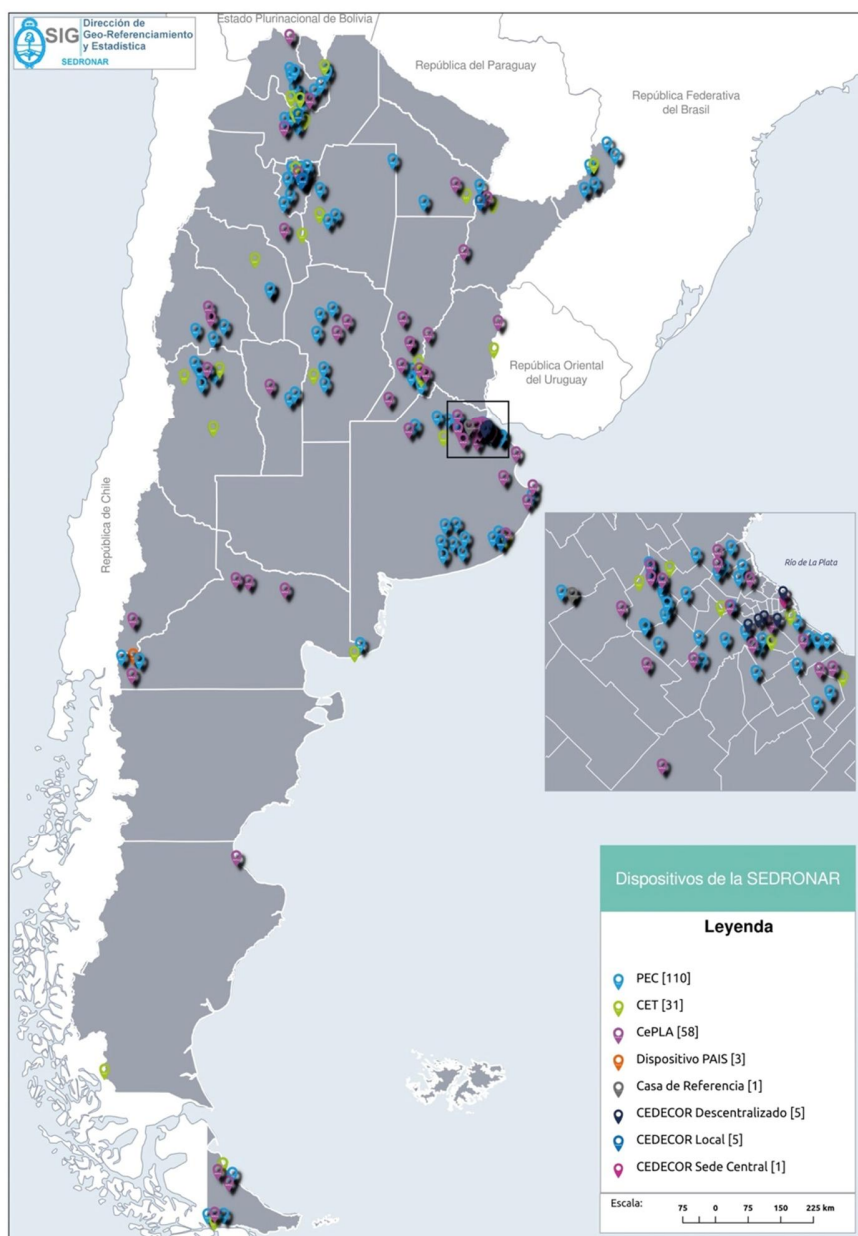 SIG
Dirección de
Geo-Referenciamiento
y Estadística
SEDRONAR
Estado Plurinacional de Bolivia
República del Paraguay
República Federativa
del Brasil
República Oriental
del Uruguay
República de Chile
Río de La Plata
Dispositivos de la SEDRONAR
Leyenda
PEC [110]
CET [31]
CePLA [58]
Dispositivo PAIS [3]
Casa de Referencia [1]
CEDECOR Descentralizado [5]
CEDECOR Local [5]
CEDECOR Sede Central [1]
Escala:
75 0 75 150 225 km